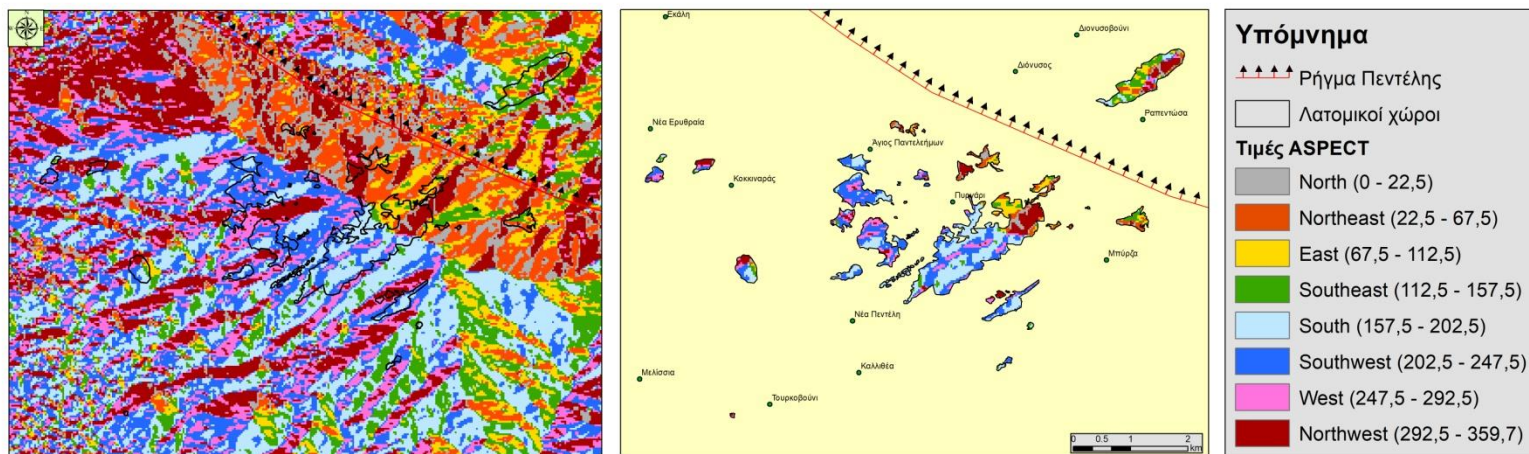 Εκάλη
Διονυσοβούνι
Διόνυσος
Ραπεντώσα
Νέα Ερυθραία
Άγιος Παντελεήμων
Κοκκιναράς
Πυργάρι
Μπύρζα
Νέα Πεντέλη
Μελίσσια
Καλλιθέα
Τουρκοβούνι
0 0.5 1 2
km
Υπόμνημα
Ρήγμα Πεντέλης
Λατομικοί χώροι
Τιμές ASPECT
North (0 - 22,5)
Northeast (22,5 - 67,5)
East (67,5 - 112,5)
Southeast (112,5 - 157,5)
South (157,5 - 202,5)
Southwest (202,5 - 247,5)
West (247,5 - 292,5)
Northwest (292,5 - 359,7)